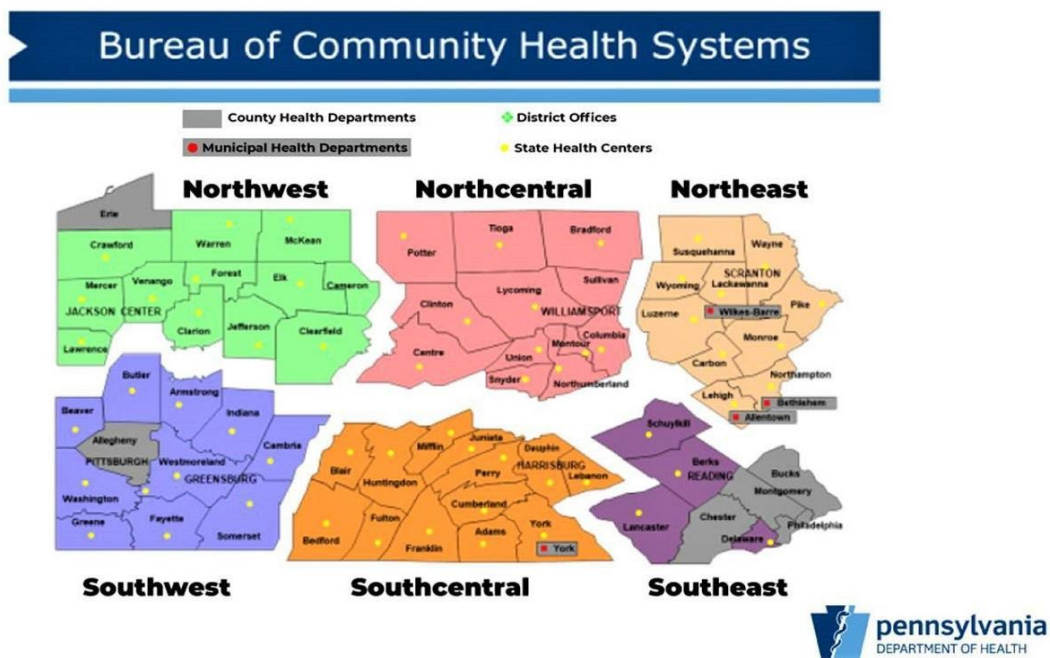 Bureau of Community Health Systems
County Health Departments
District Offices
Municipal Health Departments
State Health Centers
Northwest
Northcentral
Northeast
Erie
Crawford
Warren
McKean
Mercer
Venango
Forest
Elk
Cameron
JACKSON CENTER
Clarion
Jefferson
Clearfield
Lawrence
Potter
Tioga
Bradford
Sullivan
Lycoming
Clinton
WILLIAMSPORT
Columbia
Montour
Centre
Union
Snyder
Northumberland
Susquehanna
Wayne
Wyoming
SCRANTON
Lackawanna
Pike
Luzerne
Wilkes-Barre
Monroe
Carbon
Northampton
Lehigh
Bethlehem
Allentown
Butler
Armstrong
Beaver
Indiana
Allegheny
Cambria
PITTSBURGH
Westmoreland
GREENSBURG
Washington
Greene
Fayette
Somerset
Mifflin
Juniata
Dauphin
Blair
Perry
HARRISBURG
Huntingdon
Lebanon
Cumberland
Fulton
York
Bedford
Franklin
Adams
York
Schuylkill
Berks
READING
Bucks
Montgomery
Lancaster
Chester
Philadelphia
Delaware
Southwest
Southcentral
Southeast
pennsylvania
DEPARTMENT OF HEALTH